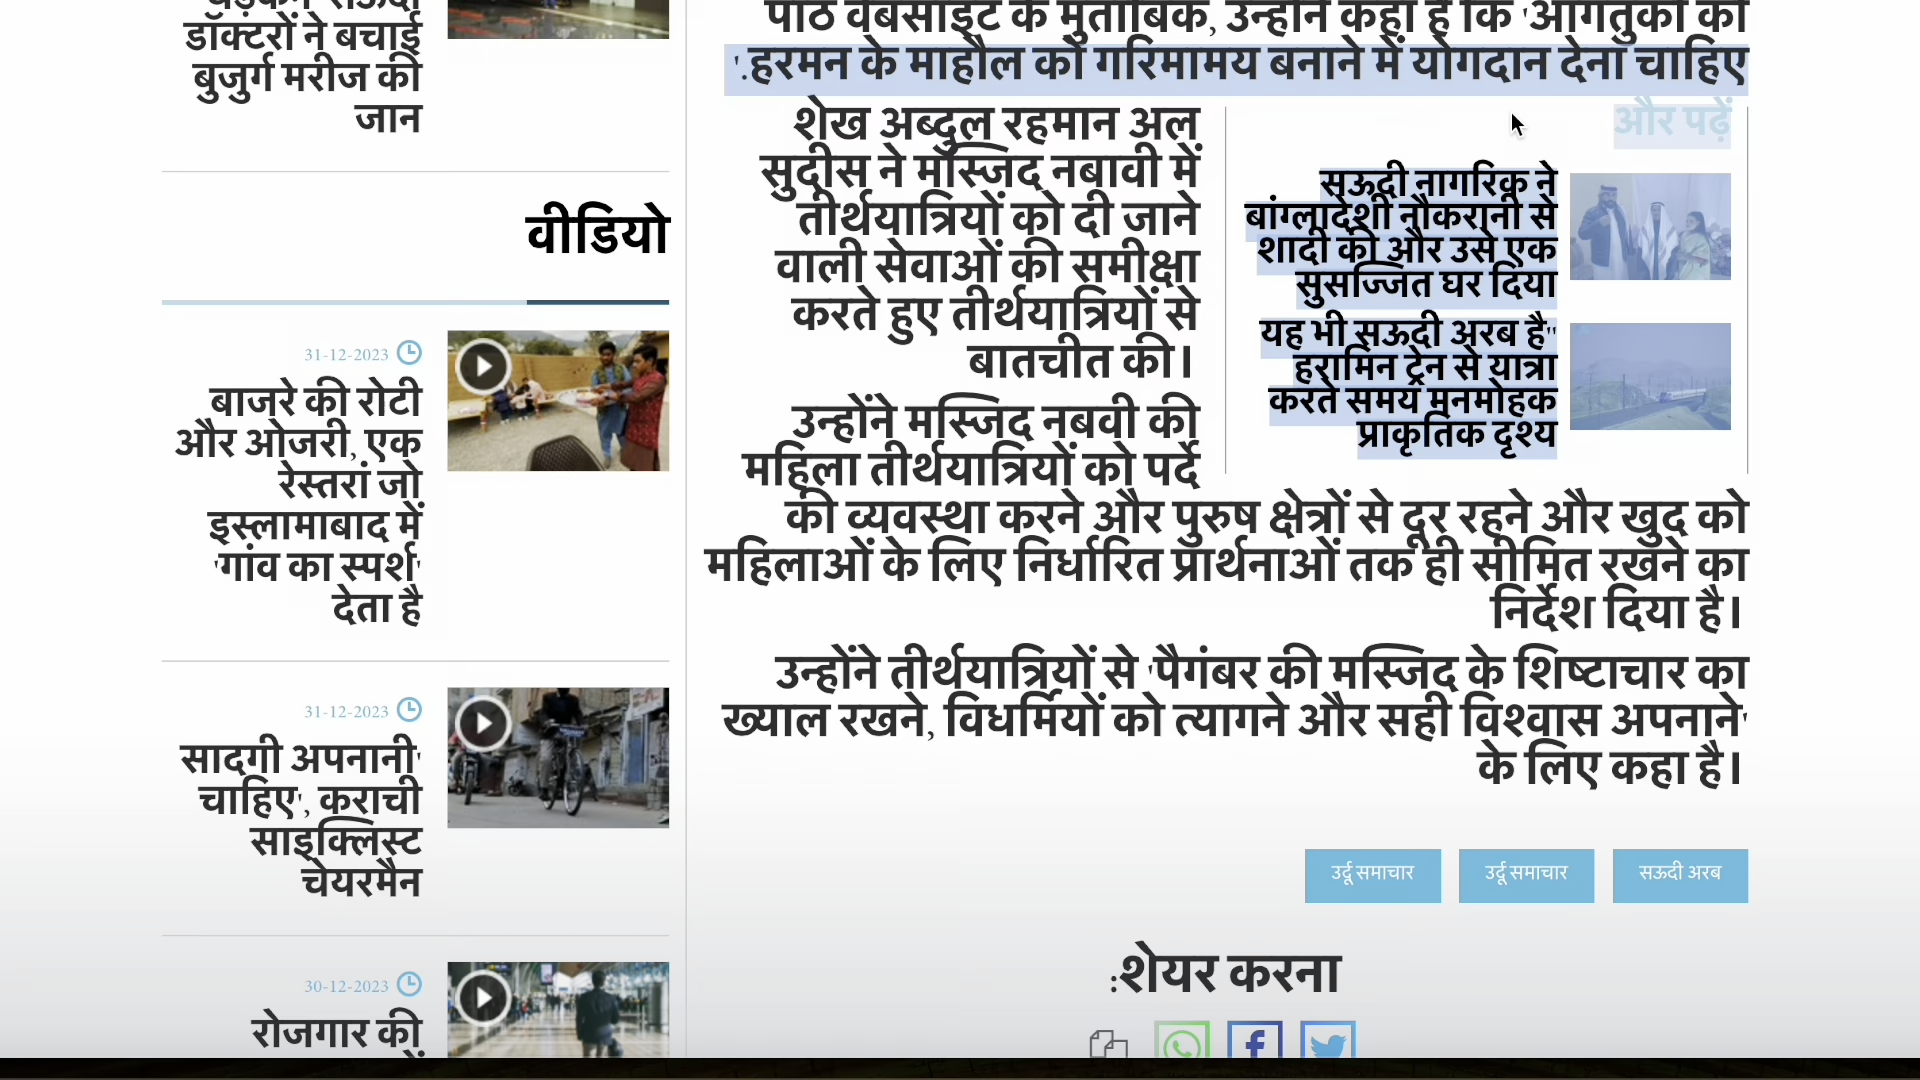 डॉक्टरों ने बचाई
बुजुर्ग मरीज की
जान
वीडियो
31-12-2023
बाजरे की रोटी
और ओजरी, एक
रेस्तरां जो
इस्लामाबाद में
'गांव का स्पर्श'
देता है
31-12-2023
सादगी अपनानी'
चाहिए', कराची
साइक्लिस्ट
चेयरमैन
30-12-2023
रोजगार की
पाठ वेबसाइट के मुताबिक, उन्होंने कहा है कि 'आगंतुकों को
'.हरमन के माहौल को गरिमामय बनाने में योगदान देना चाहिए
और पढ़ें
सऊदी नागरिक ने
बांग्लादेशी नौकरानी से
शादी की और उसे एक
सुसज्जित घर दिया
यह भी सऊदी अरब है"
हरामिन ट्रेन से यात्रा
करते समय मनमोहक
प्राकृतिक दृश्य
शेख अब्दुल रहमान अल
सुदीस ने मस्जिद नबावी में
तीर्थयात्रियों को दी जाने
वाली सेवाओं की समीक्षा
करते हुए तीर्थयात्रियों से
बातचीत की।
उन्होंने मस्जिद नबवी की
महिला तीर्थयात्रियों को पर्दे
की व्यवस्था करने और पुरुष क्षेत्रों से दूर रहने और खुद को
महिलाओं के लिए निर्धारित प्रार्थनाओं तक ही सीमित रखने का
निर्देश दिया है।
उन्होंने तीर्थयात्रियों से 'पैगंबर की मस्जिद के शिष्टाचार का
ख्याल रखने, विधर्मियों को त्यागने और सही विश्वास अपनाने'
के लिए कहा है।
उर्दू समाचार
उर्दू समाचार
सऊदी अरब
:शेयर करना